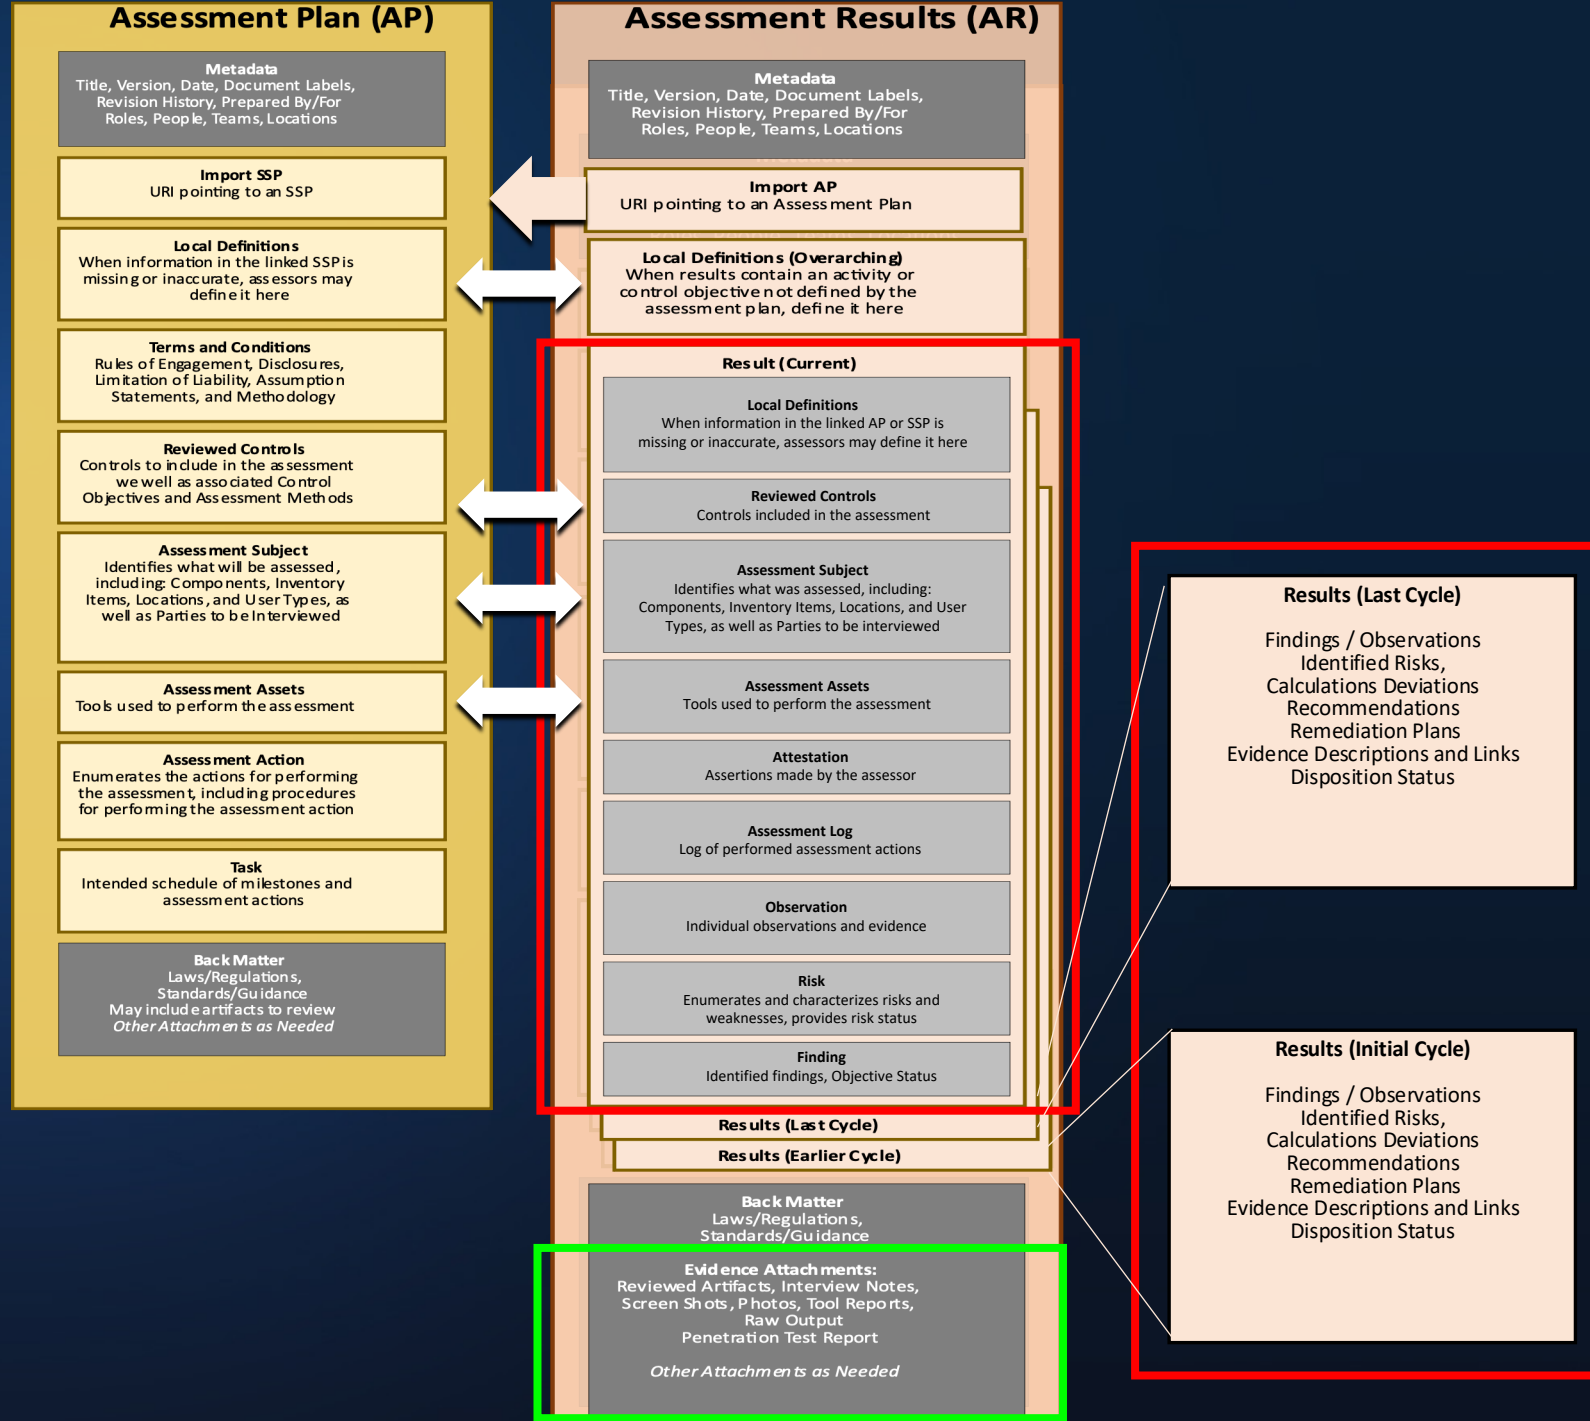 Assessment Plan (AP)
Metadata
Title, Version, Date, Document Labels,
Revision History, Prepared By/For
Roles, People, Teams, Locations
Import SSP
URI pointing to an SSP
Local Definitions
When information in the linked SSP is
missing or inaccurate, assessors may
define it here
Terms and Conditions
Rules of Engagement, Disclosures,
Limitation of Liability, Assumption
Statements, and Methodology
Reviewed Controls
Controls to include in the assessment
we well as associated Control
Objectives and Assessment Methods
Assessment Subject
Identifies what will be assessed,
including: Components, Inventory
Items, Locations, and User Types, as
well as Parties to be Interviewed
Assessment Assets
Tools used to perform the assessment
Assessment Action
Enumerates the actions for performing
the assessment, including procedures
for performing the assessment action
Task
Intended schedule of milestones and
assessment actions
Back Matter
Laws/Regulations,
Standards/Guidance
May include artifacts to review
Other Attachments as Needed
Assessment Results (AR)
Metadata
Title, Version, Date, Document Labels,
Revision History, Prepared By/For
Roles, People, Teams, Locations
Import AP
URI pointing to an Assessment Plan
Local Definitions (Overarching)
When results contain an activity or
control objective not defined by the
assessment plan, define it here
Result (Current)
Local Definitions
When information in the linked AP or SSP is
missing or inaccurate, assessors may define it here
Reviewed Controls
Controls included in the assessment
Assessment Subject
Identifies what was assessed, including:
Components, Inventory Items, Locations, and User
Types, as well as Parties to be interviewed
Assessment Assets
Tools used to perform the assessment
Attestation
Assertions made by the assessor
Assessment Log
Log of performed assessment actions
Observation
Individual observations and evidence
Risk
Enumerates and characterizes risks and
weaknesses, provides risk status
Finding
Identified findings, Objective Status
Results (Last Cycle)
Results (Earlier Cycle)
Back Matter
Laws/Regulations,
Standards/Guidance
Evidence Attachments:
Reviewed Artifacts, Interview Notes,
Screen Shots, Photos, Tool Reports,
Raw Output
Penetration Test Report
Other Attachments as Needed
Results (Last Cycle)
Findings / Observations
Identified Risks,
Calculations Deviations
Recommendations
Remediation Plans
Evidence Descriptions and Links
Disposition Status
Results (Initial Cycle)
Findings / Observations
Identified Risks,
Calculations Deviations
Recommendations
Remediation Plans
Evidence Descriptions and Links
Disposition Status